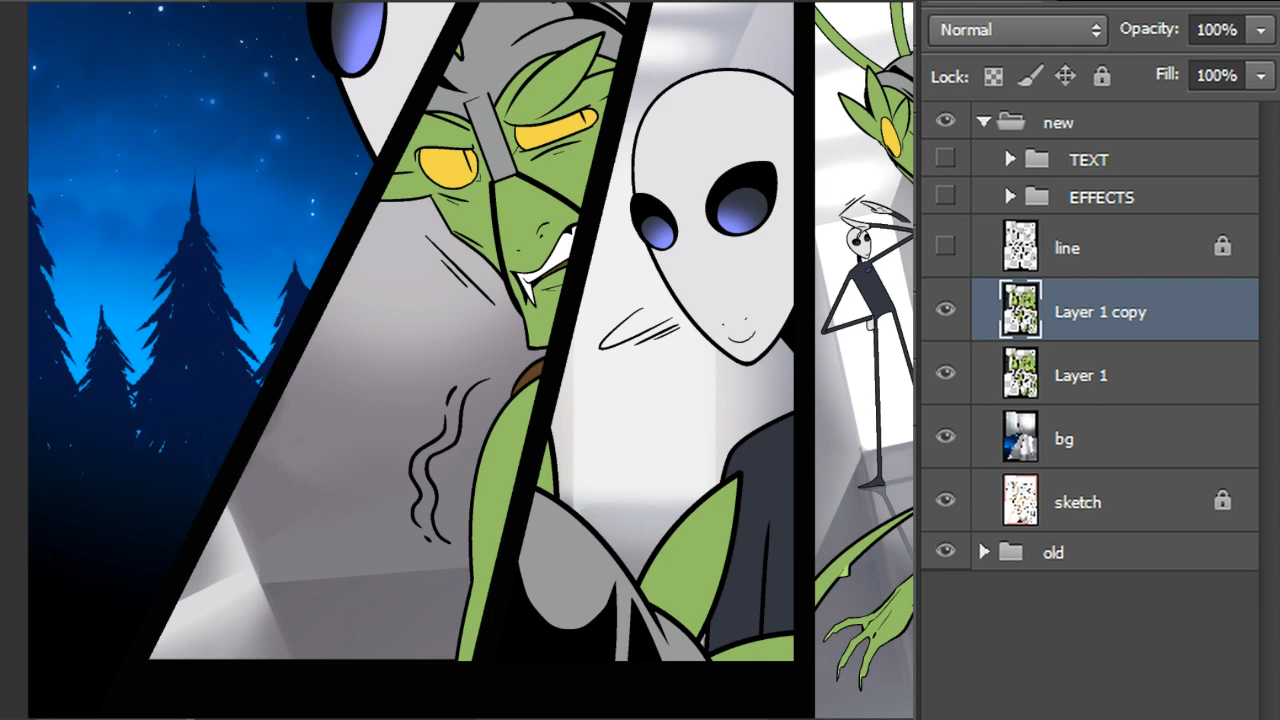 Normal
Opacity: 100%
Lock:
Fill: 100%
new
TEXT
EFFECTS
line
Layer 1 copy
Layer 1
bg
sketch
old